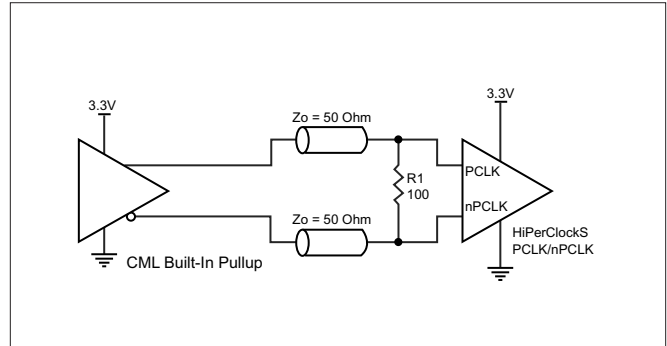 3.3V
3.3V
Zo = 50 Ohm
PCLK
R1
100
nPCLK
Zo = 50 Ohm
HiPerClockS
PCLK/nPCLK
CML Built-In Pullup